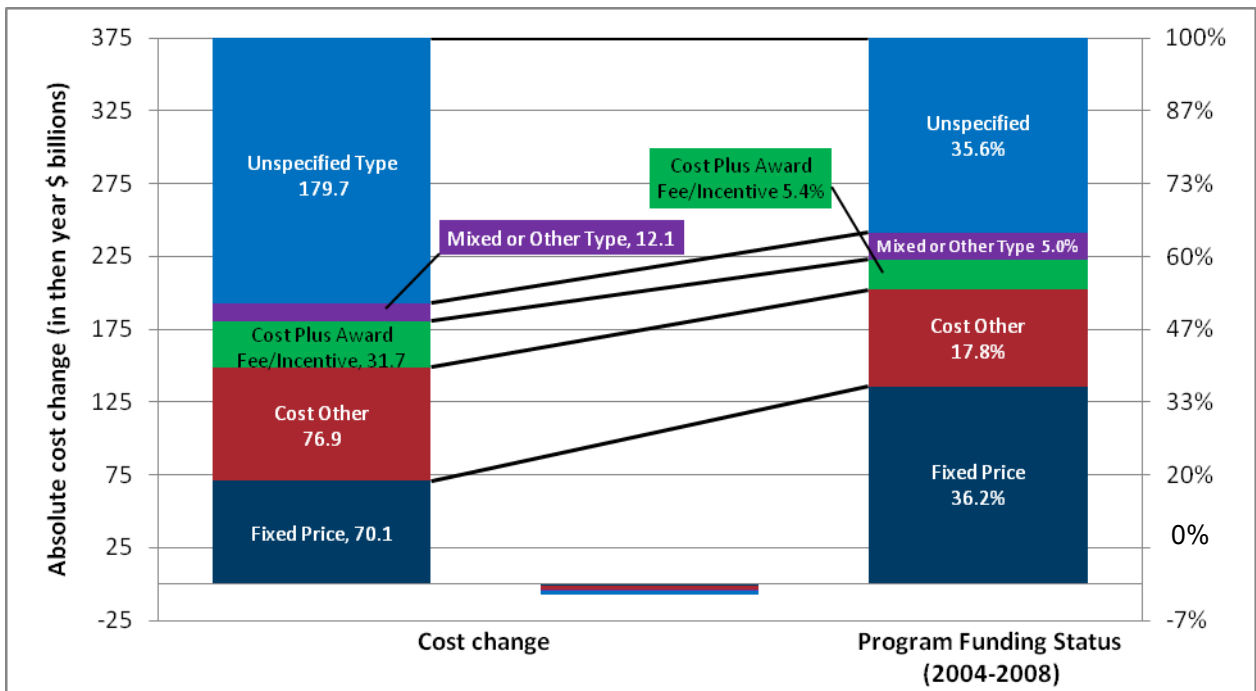 Absolute cost change (in then year $ billions)
375
325
275
225
175
125
75
25
-25
Unspecified Type
179.7
Mixed or Other Type, 12.1
Cost Plus Award
Fee/Incentive, 31.7
Cost Other
76.9
Fixed Price, 70.1
Cost Plus Award
Fee/Incentive 5.4%
Unspecified
35.6%
Mixed or Other Type 5.0%
Cost Other
17.8%
Fixed Price
36.2%
100%
87%
73%
60%
47%
33%
20%
0%
-7%
Cost change
Program Funding Status
(2004-2008)